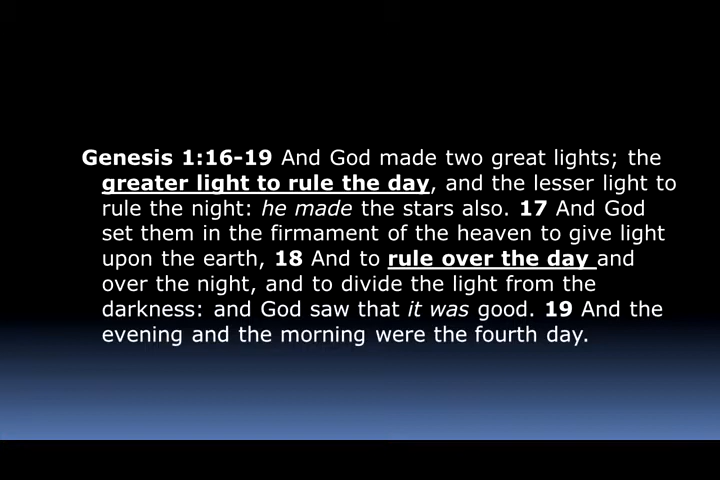 Genesis 1:16-19 And God made two great lights; the
greater light to rule the day, and the lesser light to
rule the night: he made the stars also. 17 And God
set them in the firmament of the heaven to give light
upon the earth, 18 And to rule over the day and
over the night, and to divide the light from the
darkness: and God saw that it was good. 19 And the
evening and the morning were the fourth day.